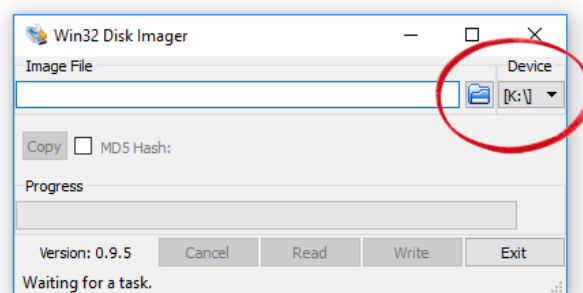 Win32 Disk Imager
Image File
Device
[K:\]
Copy MD5 Hash:
Progress
Version: 0.9.5 Cancel Read Write Exit
Waiting for a task.